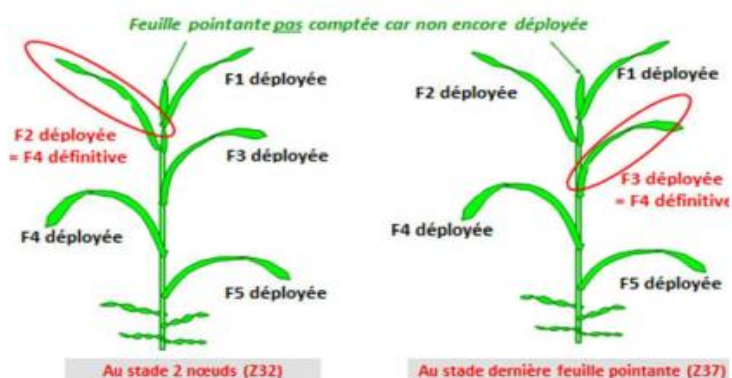 Feuille pointante pas comptée car non encore déployée
F1 déployée
F2 déployée
= F4 définitive
F3 déployée
F4 déployée
F5 déployée
Au stade 2 nœuds (Z32)
F1 déployée
F2 déployée
F3 déployée
= F4 définitive
F4 déployée
F5 déployée
Au stade dernière feuille pointante (Z37)